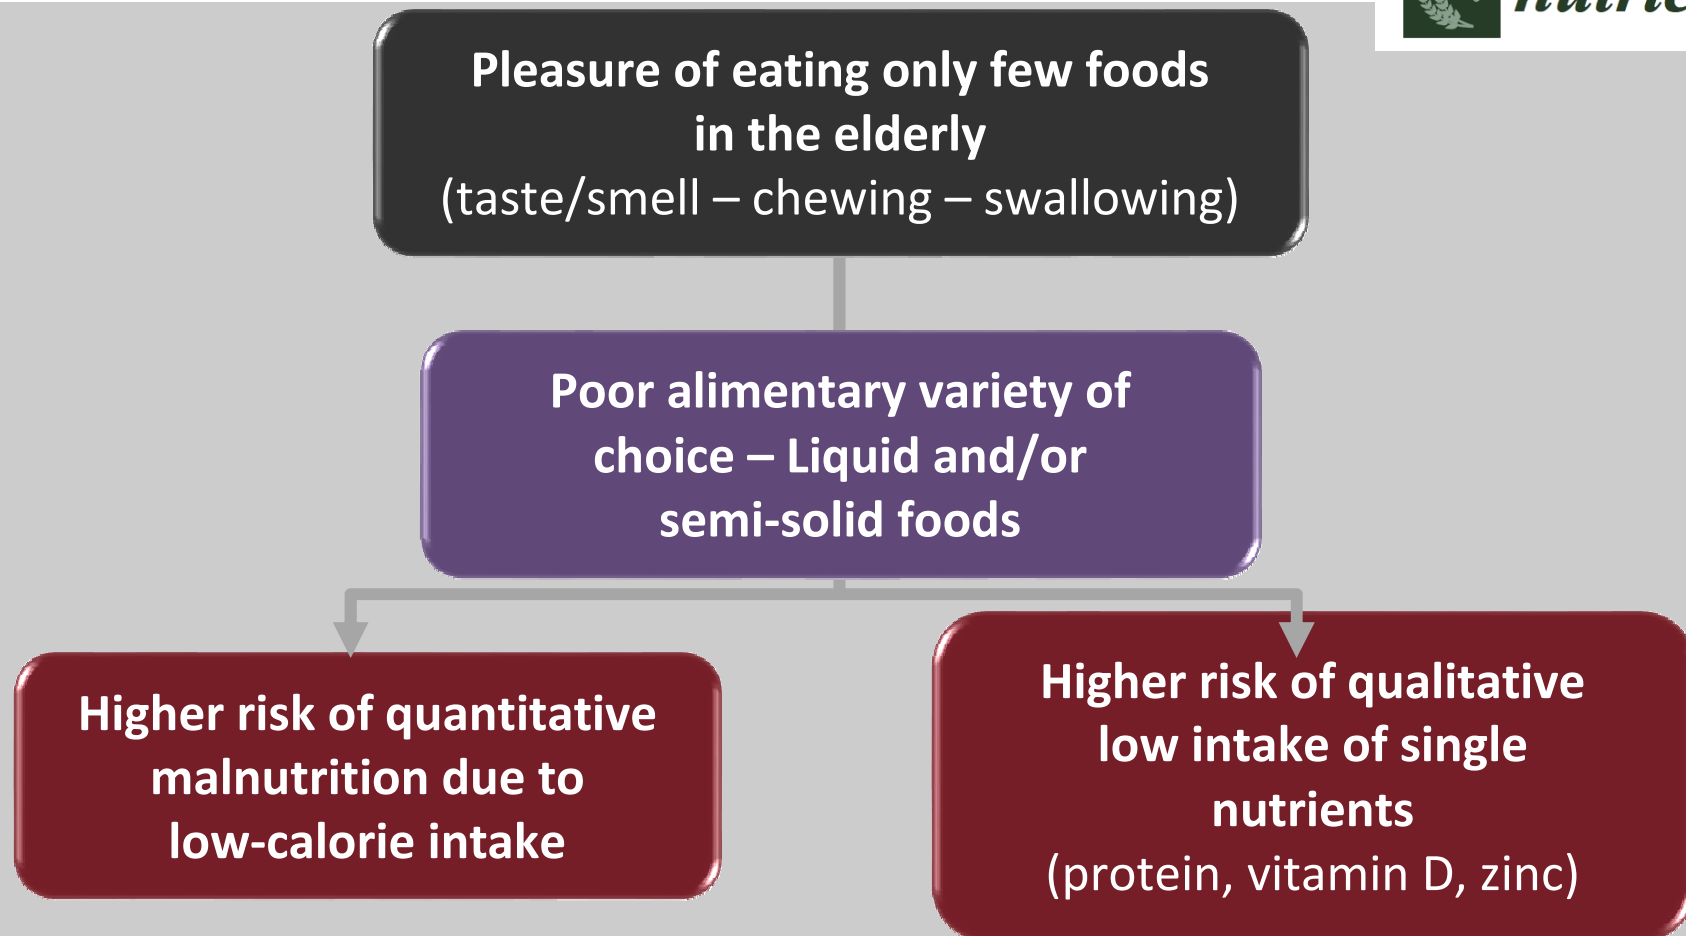 Pleasure of eating only few foods
in the elderly
(taste/smell – chewing – swallowing)
Poor alimentary variety of
choice – Liquid and/or
semi-solid foods
Higher risk of quantitative
malnutrition due to
low-calorie intake
Higher risk of qualitative
low intake of single
nutrients
(protein, vitamin D, zinc)